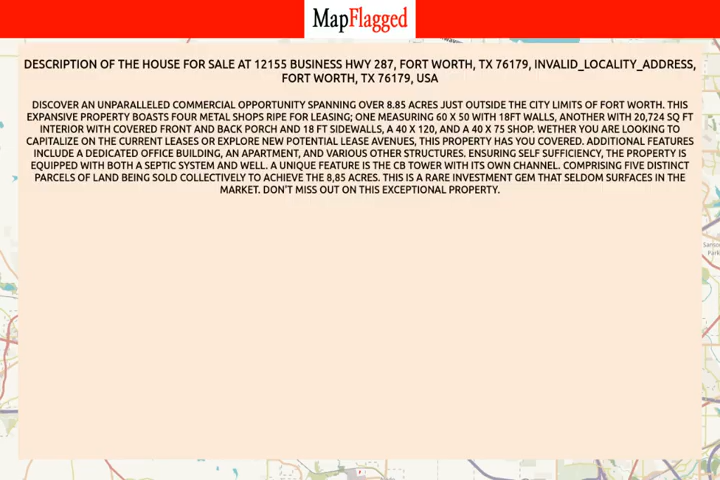 MapFlagged
DESCRIPTION OF THE HOUSE FOR SALE AT 12155 BUSINESS HWY 287, FORT WORTH, TX 76179, INVALID_LOCALITY_ADDRESS,
FORT WORTH, TX 76179, USA
DISCOVER AN UNPARALLELED COMMERCIAL OPPORTUNITY SPANNING OVER 8.85 ACRES JUST OUTSIDE THE CITY LIMITS OF FORT WORTH. THIS
EXPANSIVE PROPERTY BOASTS FOUR METAL SHOPS RIPE FOR LEASING; ONE MEASURING 60 X 50 WITH 18FT WALLS, ANOTHER WITH 20,724 SQ FT
INTERIOR WITH COVERED FRONT AND BACK PORCH AND 18 FT SIDEWALLS, A 40 X 120, AND A 40 X 75 SHOP. WETHER YOU ARE LOOKING TO
CAPITALIZE ON THE CURRENT LEASES OR EXPLORE NEW POTENTIAL LEASE AVENUES, THIS PROPERTY HAS YOU COVERED. ADDITIONAL FEATURES
INCLUDE A DEDICATED OFFICE BUILDING, AN APARTMENT, AND VARIOUS OTHER STRUCTURES. ENSURING SELF SUFFICIENCY, THE PROPERTY IS
EQUIPPED WITH BOTH A SEPTIC SYSTEM AND WELL. A UNIQUE FEATURE IS THE CB TOWER WITH ITS OWN CHANNEL. COMPRISING FIVE DISTINCT
PARCELS OF LAND BEING SOLD COLLECTIVELY TO ACHIEVE THE 8,85 ACRES. THIS IS A RARE INVESTMENT GEM THAT SELDOM SURFACES IN THE
MARKET. DON'T MISS OUT ON THIS EXCEPTIONAL PROPERTY.